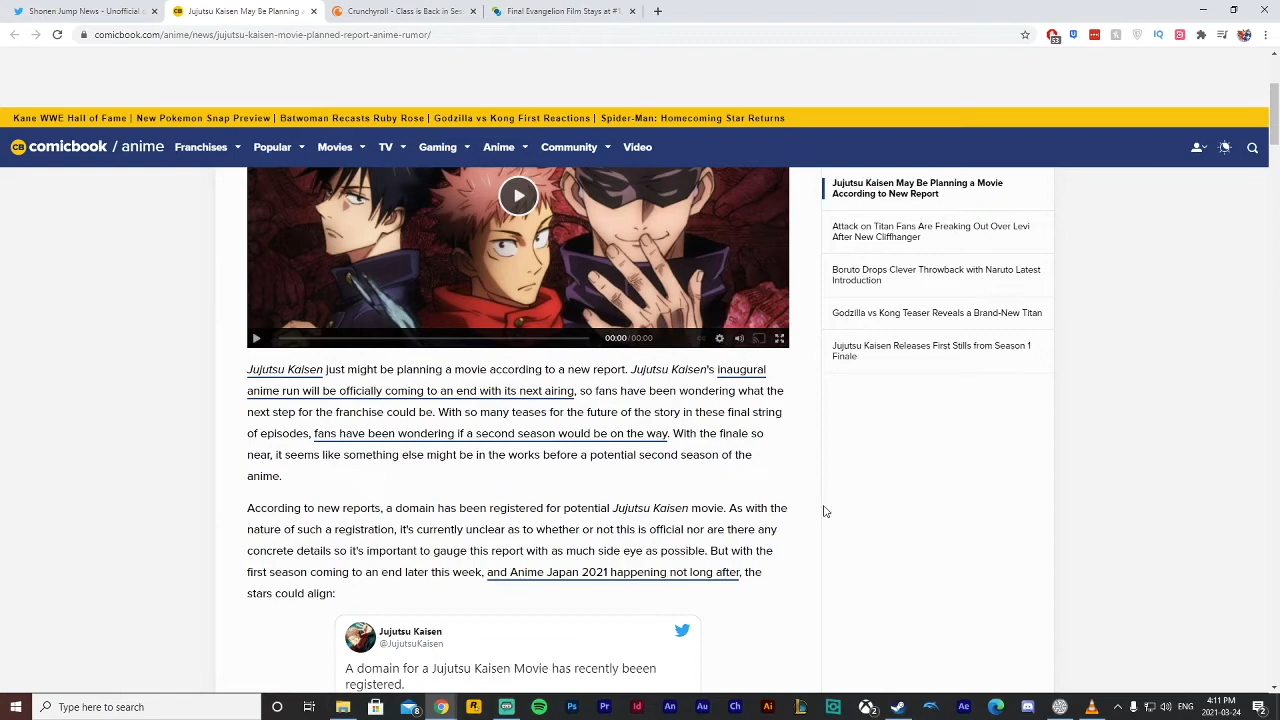 Shonen Jump News - Unofficial
Jujutsu Kaisen May Be Planning a
Crunchyroll - Class is Back in Se
Final Evangelion Film Stays at #1
comicbook.com/anime/news/jujutsu-kaisen-movie-planned-report-anime-rumor/
53
IQ
Kane WWE Hall of Fame | New Pokemon Snap Preview | Batwoman Recasts Ruby Rose | Godzilla vs Kong First Reactions | Spider-Man: Homecoming Star Returns
CB comicbook / anime Franchises Popular Movies TV Gaming Anime Community Video
00:00 / 00:00
Jujutsu Kaisen just might be planning a movie according to a new report. Jujutsu Kaisen's inaugural
anime run will be officially coming to an end with its next airing, so fans have been wondering what the
next step for the franchise could be. With so many teases for the future of the story in these final string
of episodes, fans have been wondering if a second season would be on the way. With the finale so
near, it seems like something else might be in the works before a potential second season of the
anime.
According to new reports, a domain has been registered for potential Jujutsu Kaisen movie. As with the
nature of such a registration, it's currently unclear as to whether or not this is official nor are there any
concrete details so it's important to gauge this report with as much side eye as possible. But with the
first season coming to an end later this week, and Anime Japan 2021 happening not long after, the
stars could align:
Jujutsu Kaisen
@JujutsuKaisen
A domain for a Jujutsu Kaisen Movie has recently beeen
registered.
Jujutsu Kaisen May Be Planning a Movie
According to New Report
Attack on Titan Fans Are Freaking Out Over Levi
After New Cliffhanger
Boruto Drops Clever Throwback with Naruto Latest
Introduction
Godzilla vs Kong Teaser Reveals a Brand-New Titan
Jujutsu Kaisen Releases First Stills from Season 1
Finale
Type here to search
8
R
Ps
Pr
Id
An
Au
Ch
Ai
2
Ae
4:11 PM
2021-03-24
2